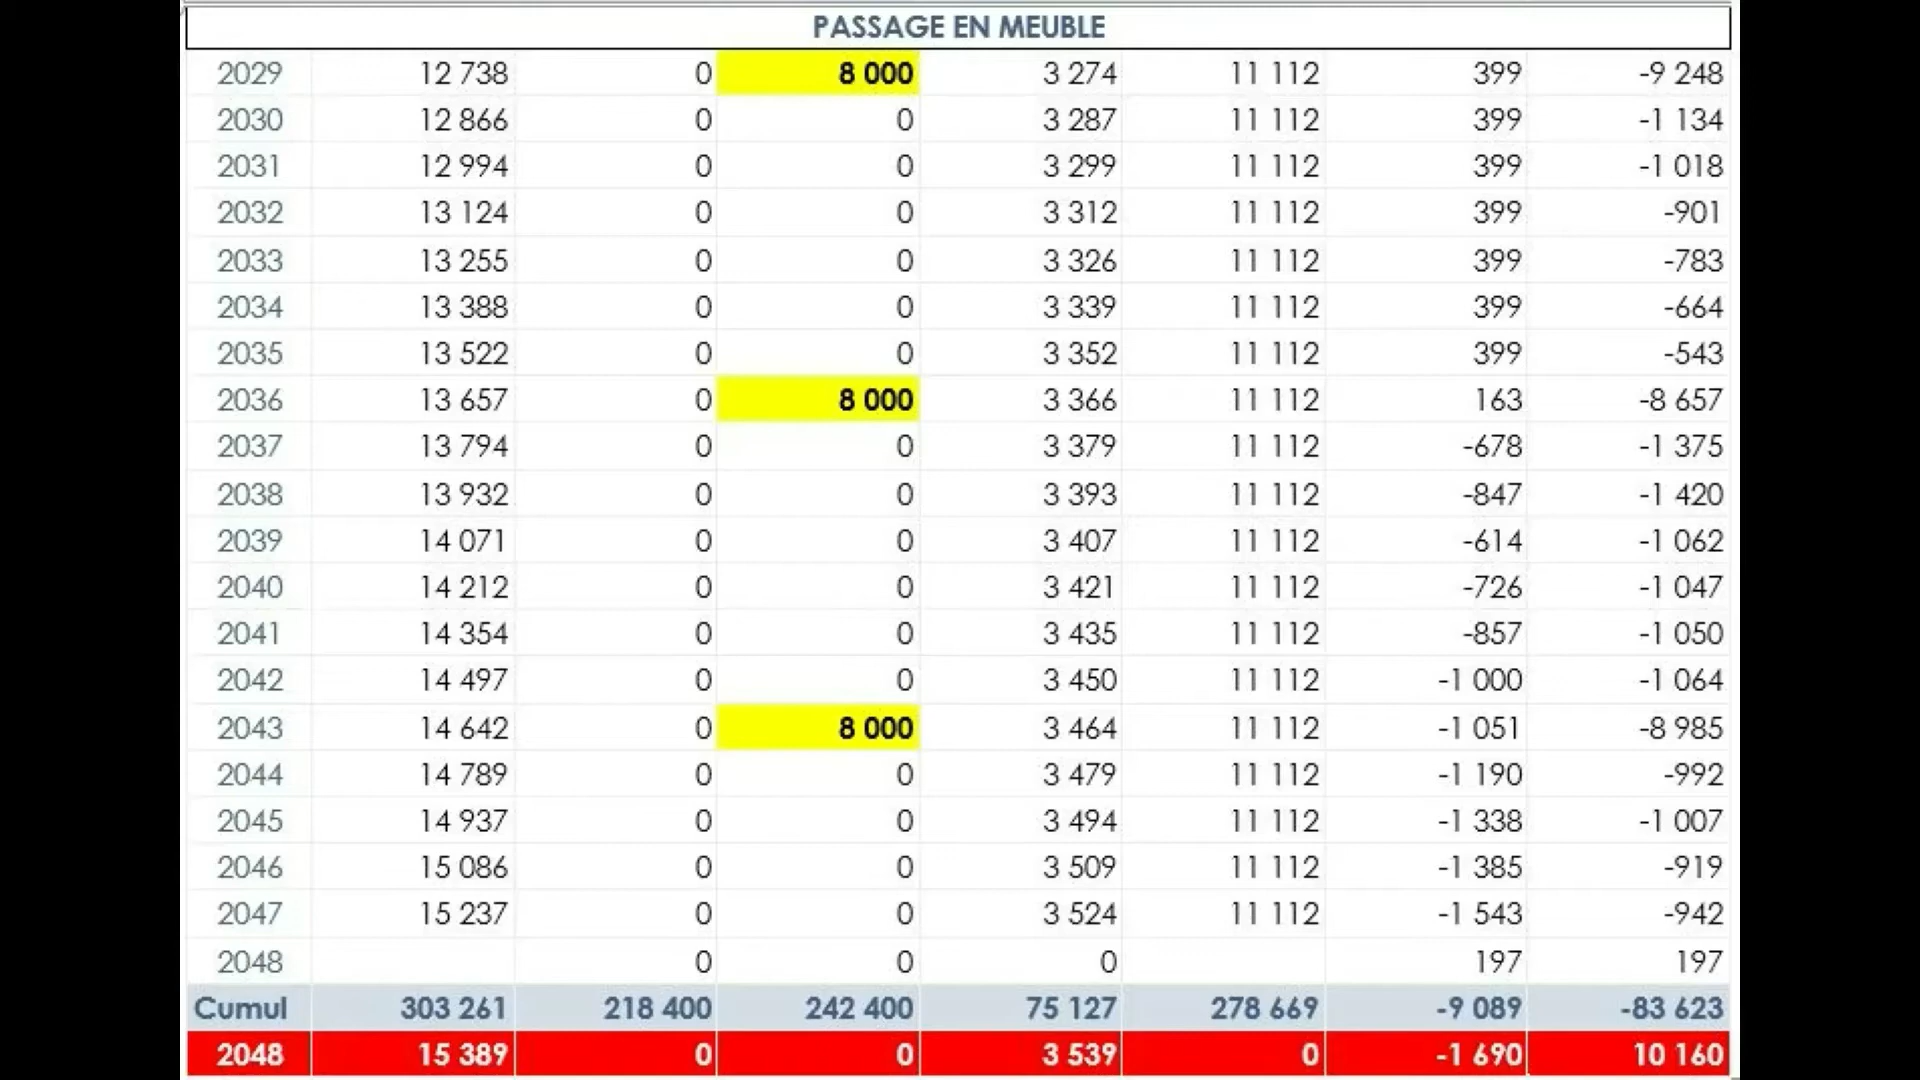 PASSAGE EN MEUBLE
2029 12 738 0 8 000 3 274 11 112 399 -9 248
2030 12 866 0 0 3 287 11 112 399 -1 134
2031 12 994 0 0 3 299 11 112 399 -1 018
2032 13 124 0 0 3 312 11 112 399 -901
2033 13 255 0 0 3 326 11 112 399 -783
2034 13 388 0 0 3 339 11 112 399 -664
2035 13 522 0 0 3 352 11 112 399 -543
2036 13 657 0 8 000 3 366 11 112 163 -8 657
2037 13 794 0 0 3 379 11 112 -678 -1 375
2038 13 932 0 0 3 393 11 112 -847 -1 420
2039 14 071 0 0 3 407 11 112 -614 -1 062
2040 14 212 0 0 3 421 11 112 -726 -1 047
2041 14 354 0 0 3 435 11 112 -857 -1 050
2042 14 497 0 0 3 450 11 112 -1 000 -1 064
2043 14 642 0 8 000 3 464 11 112 -1 051 -8 985
2044 14 789 0 0 3 479 11 112 -1 190 -992
2045 14 937 0 0 3 494 11 112 -1 338 -1 007
2046 15 086 0 0 3 509 11 112 -1 385 -919
2047 15 237 0 0 3 524 11 112 -1 543 -942
2048 0 0 0 197 197
Cumul 303 261 218 400 242 400 75 127 278 669 -9 089 -83 623
2048 15 389 0 0 3 539 0 -1 690 10 160